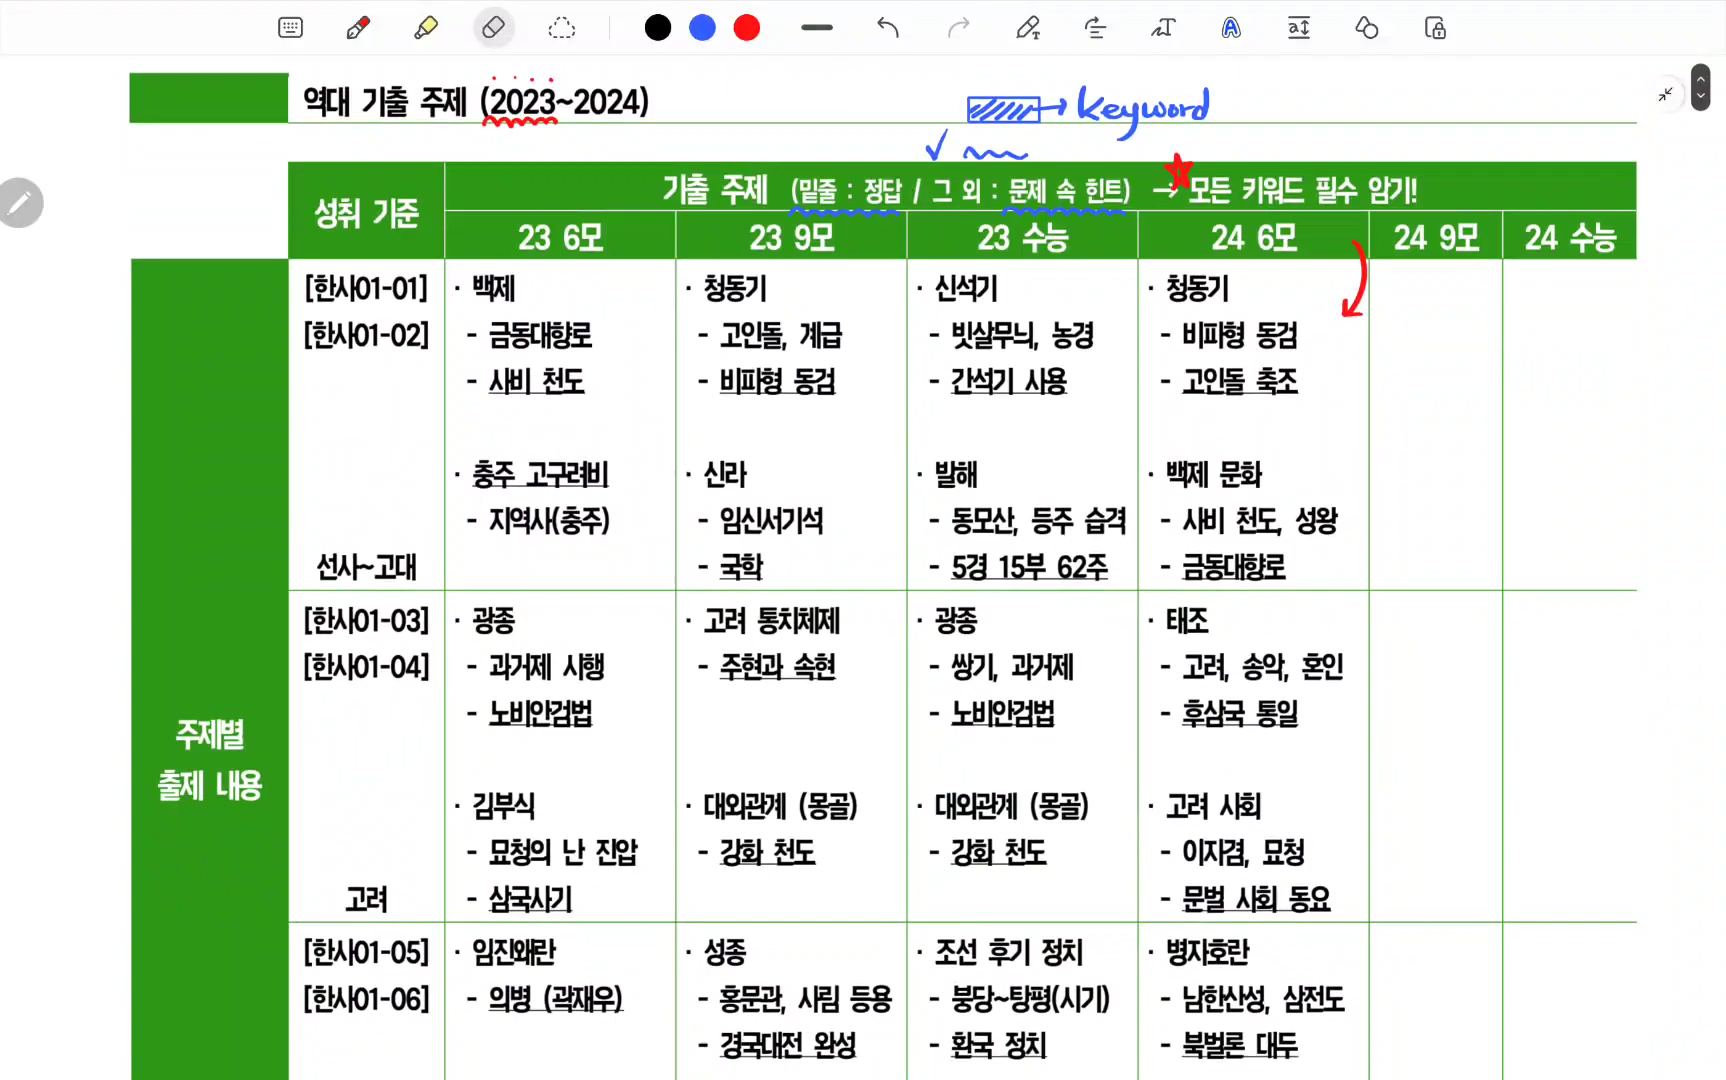 역대 기출 주제 (2023~2024)
keyword
성취 기준
기출 주제 (밑줄 : 정답 / 그 외 : 문제 속 힌트) → 모든 키워드 필수 암기!
23 6모 23 9모 23 수능 24 6모 24 9모 24 수능
[한사01-01] · 백제 · 청동기 · 신석기 · 청동기
[한사01-02] - 금동대향로 - 고인돌, 계급 - 빗살무늬, 농경 - 비파형 동검
- 사비 천도 - 비파형 동검 - 간석기 사용 - 고인돌 축조
· 충주 고구려비 · 신라 · 발해 · 백제 문화
- 지역사(충주) - 임신서기석 - 동모산, 등주 습격 - 사비 천도, 성왕
선사~고대 - 국학 - 5경 15부 62주 - 금동대향로
[한사01-03] · 광종 · 고려 통치체제 · 광종 · 태조
[한사01-04] - 과거제 시행 - 주현과 속현 - 쌍기, 과거제 - 고려, 송악, 혼인
- 노비안검법 - 노비안검법 - 후삼국 통일
주제별
출제 내용
· 김부식 · 대외관계 (몽골) · 대외관계 (몽골) · 고려 사회
- 묘청의 난 진압 - 강화 천도 - 강화 천도 - 이자겸, 묘청
고려 - 삼국사기 - 문벌 사회 동요
[한사01-05] · 임진왜란 · 성종 · 조선 후기 정치 · 병자호란
[한사01-06] - 의병 (곽재우) - 홍문관, 사림 등용 - 붕당~탕평(시기) - 남한산성, 삼전도
- 경국대전 완성 - 환국 정치 - 북벌론 대두